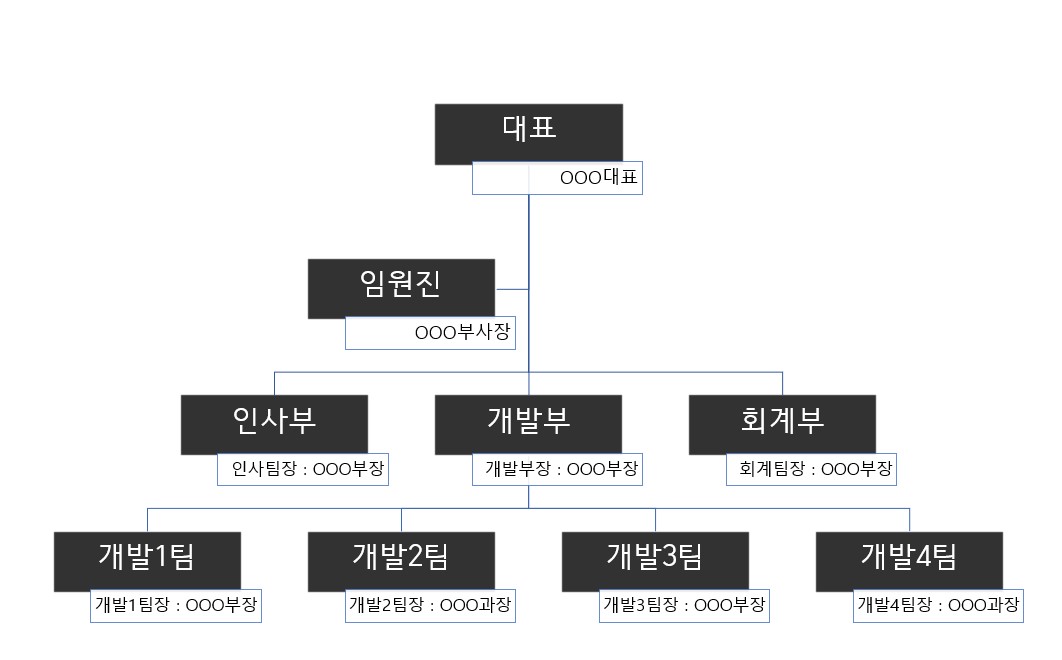 대표
OOO대표
임원진
OOO부사장
인사부
개발부
회계부
인사팀장 : OOO부장
개발부장 : OOO부장
회계팀장 : OOO부장
개발1팀
개발2팀
개발3팀
개발4팀
개발1팀장 : OOO부장
개발2팀장 : OOO과장
개발3팀장 : OOO부장
개발4팀장 : OOO과장